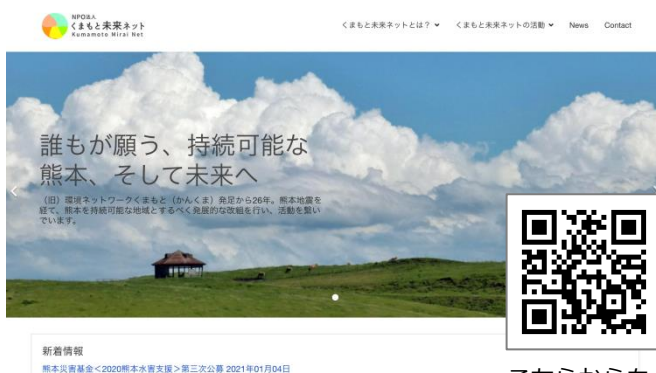 NPO法人
くまもと未来ネット
Kumamoto Mirai Net
くまもと未来ネットとは？ くまもと未来ネットの活動 News Contact
誰もが願う、持続可能な
熊本、そして未来へ
（旧）環境ネットワークくまもと（かんくま）発足から26年。熊本地震を
経て、熊本を持続可能な地域とするべく発展的な改組を行い、活動を繋い
でいます。
新着情報
熊本災害基金＜2020熊本水害支援＞第三次公募 2021年01月04日